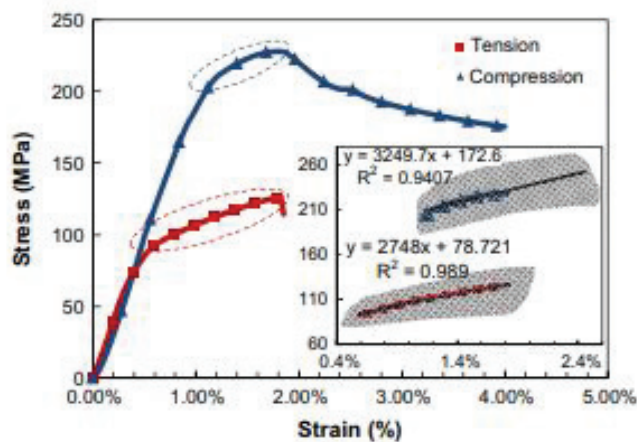 250
200
150
100
50
0
Stress (MPa)
Tension
Compression
260
210
160
110
60
y = 3249.7x + 172.6
R² = 0.9407
y = 2748x + 78.721
R² = 0.989
0.4%
1.4%
2.4%
0.00%
1.00%
2.00%
3.00%
4.00%
5.00%
Strain (%)